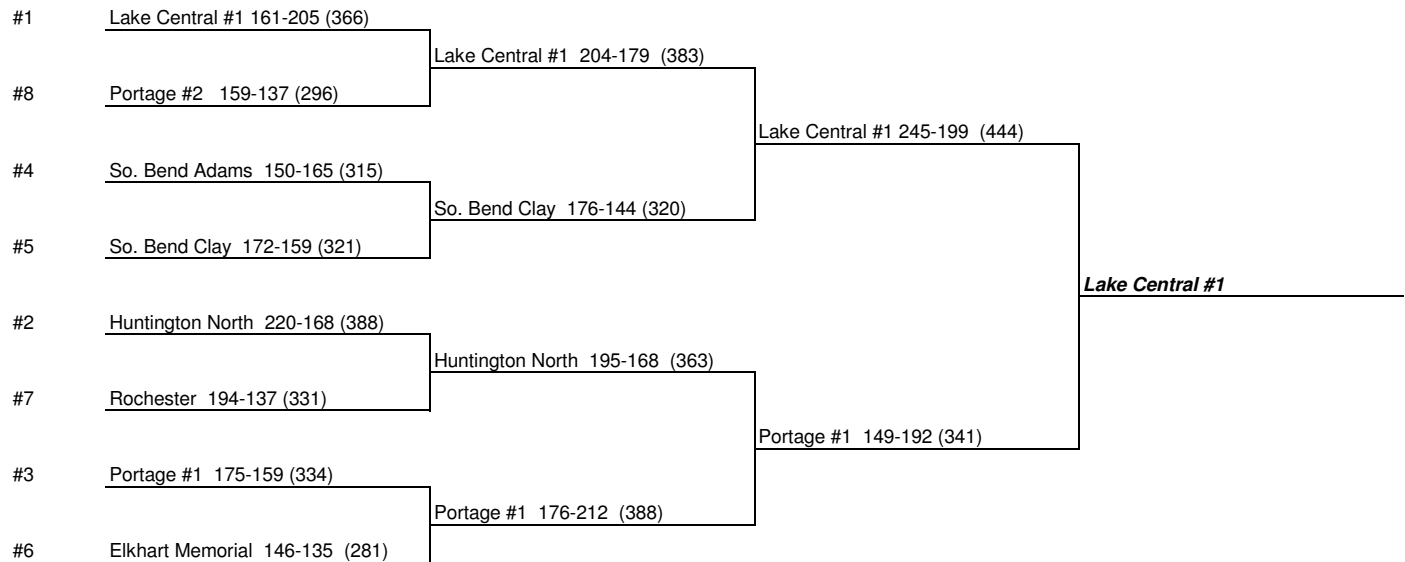 #1 Lake Central #1 161-205 (366)
Lake Central #1 204-179 (383)
#8 Portage #2 159-137 (296)
Lake Central #1 245-199 (444)
#4 So. Bend Adams 150-165 (315)
So. Bend Clay 176-144 (320)
#5 So. Bend Clay 172-159 (321)
Lake Central #1
#2 Huntington North 220-168 (388)
Huntington North 195-168 (363)
#7 Rochester 194-137 (331)
Portage #1 149-192 (341)
#3 Portage #1 175-159 (334)
Portage #1 176-212 (388)
#6 Elkhart Memorial 146-135 (281)